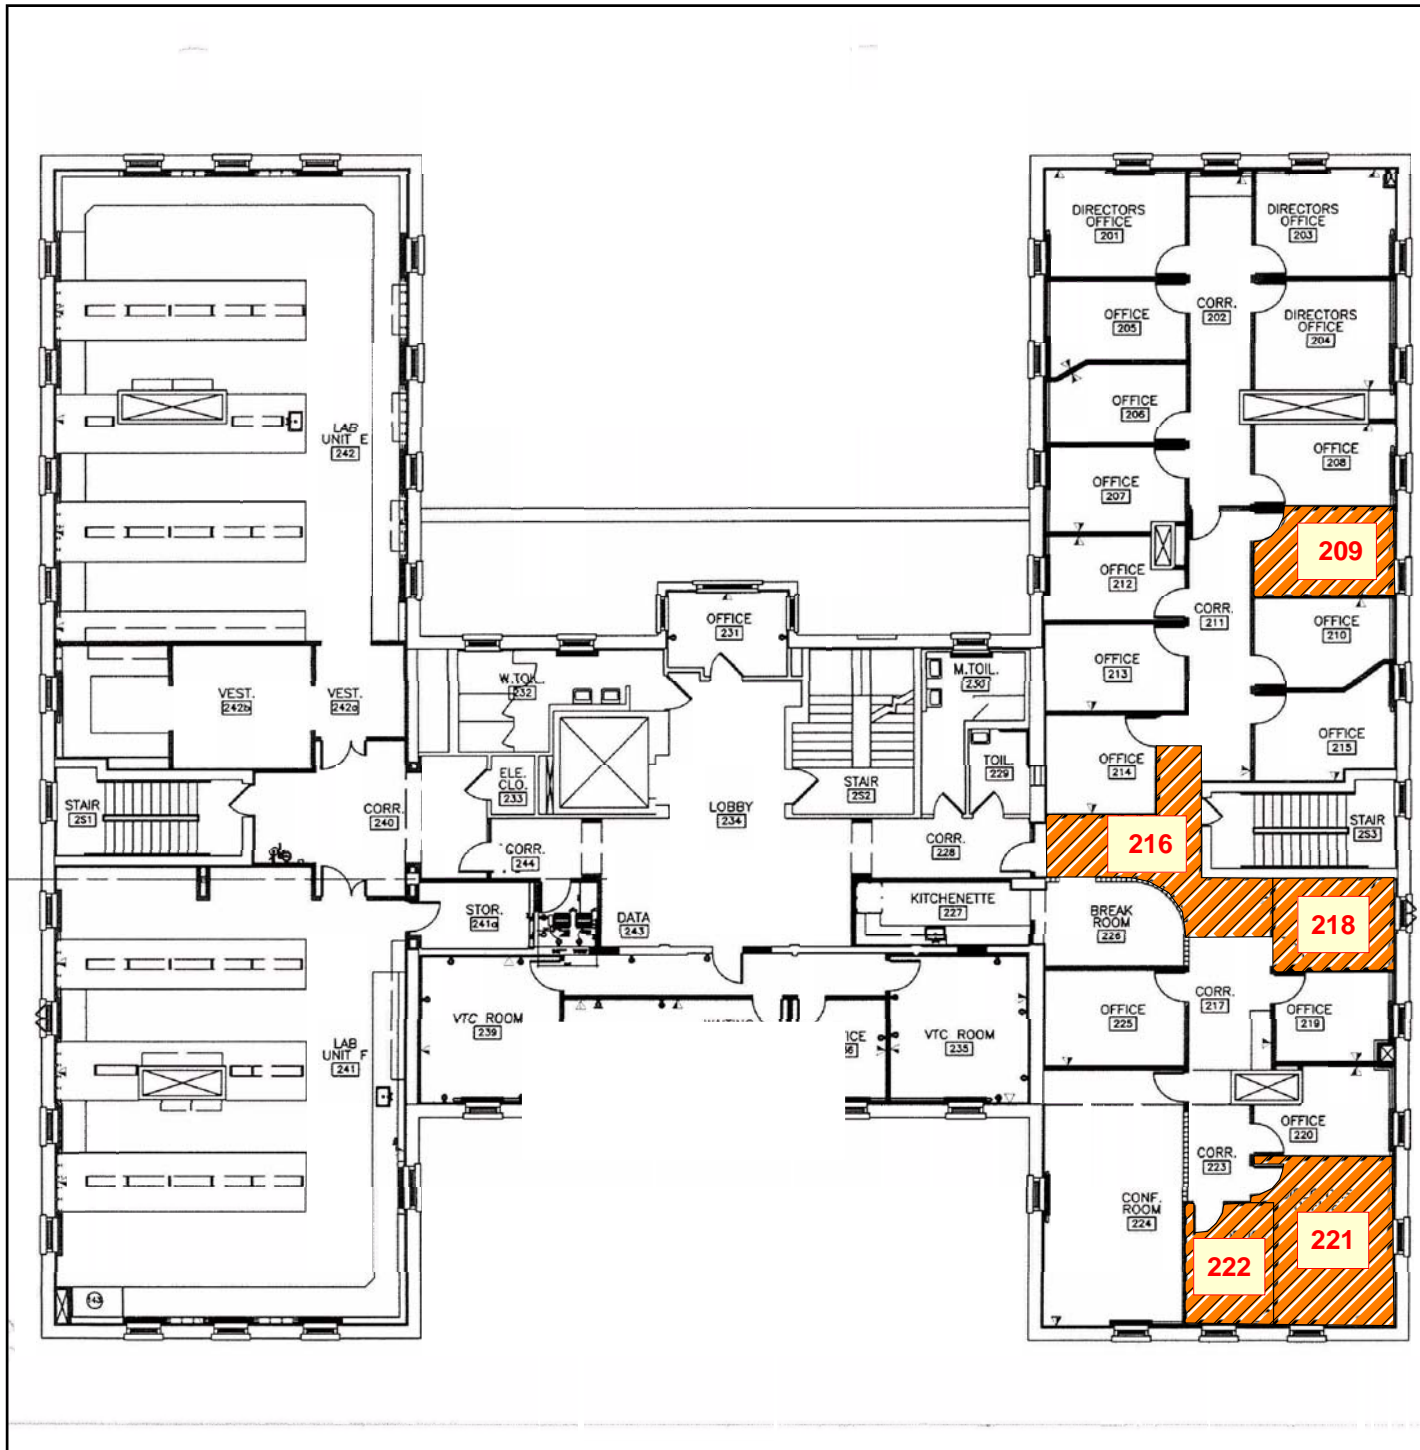 DIRECTORS
OFFICE
201
DIRECTORS
OFFICE
203
CORR.
202
OFFICE
205
DIRECTORS
OFFICE
204
OFFICE
206
OFFICE
208
OFFICE
207
209
OFFICE
212
CORR.
211
OFFICE
210
OFFICE
213
OFFICE
215
OFFICE
214
216
STAIR
2S3
218
BREAK
ROOM
226
CORR.
217
OFFICE
225
OFFICE
219
OFFICE
220
CORR.
223
CONF.
ROOM
224
221
222
LAB
UNIT E
242
VEST.
242b
VEST.
242a
STAIR
2S1
CORR.
240
W.TOIL.
232
ELE.
CLO.
233
CORR.
244
OFFICE
231
LOBBY
234
STAIR
2S2
M.TOIL.
230
TOIL.
229
CORR.
228
KITCHENETTE
227
STOR.
241a
DATA
243
VTC ROOM
239
VTC ROOM
235
LAB
UNIT F
241
143